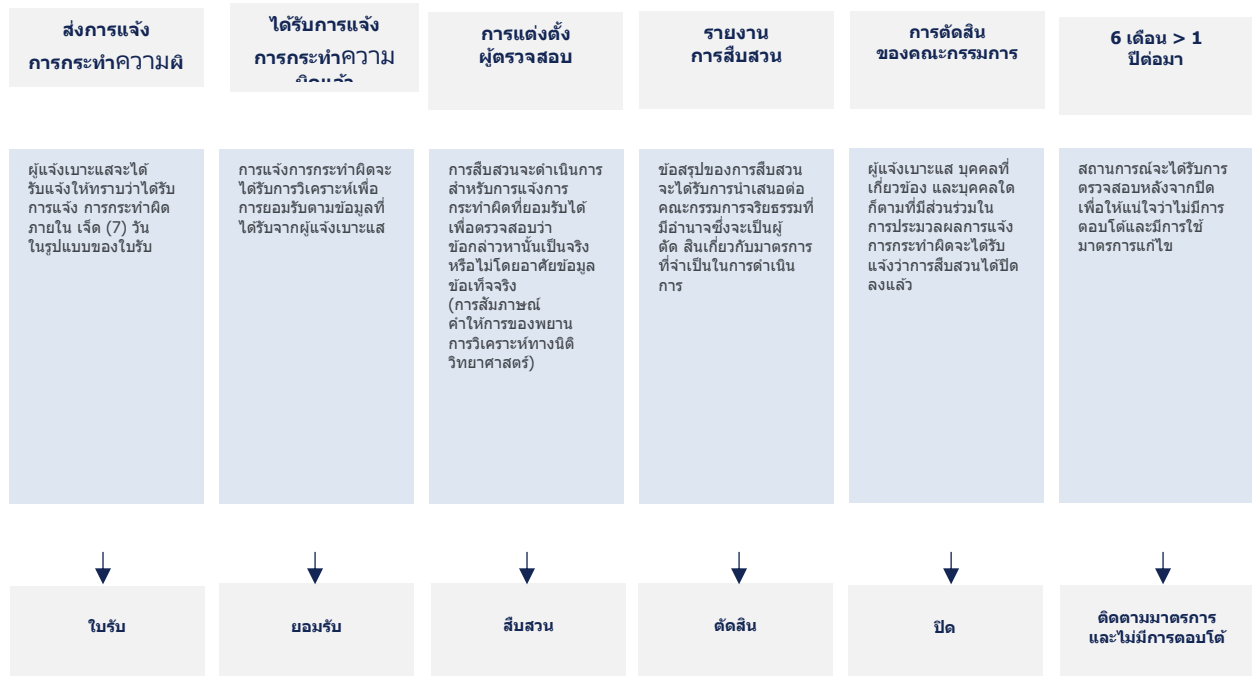 ส่งการแจ้ง
การกระทำความผิ
ได้รับการแจ้ง
การกระทำความ
การแต่งตั้ง
ผู้ตรวจสอบ
รายงาน
การสืบสวน
การตัดสิน
ของคณะกรรมการ
6 เดือน > 1
ปีต่อมา
ผู้แจ้งเบาะแสจะได้
รับแจ้งให้ทราบว่าได้รับ
การแจ้ง การกระทำผิด
ภายใน เจ็ด (7) วัน
ในรูปแบบของใบรับ
การแจ้งการกระทำผิดจะ
ได้รับการวิเคราะห์เพื่อ
การยอมรับตามข้อมูลที่
ได้รับจากผู้แจ้งเบาะแส
การสืบสวนจะดำเนินการ
สำหรับการแจ้งการ
กระทำผิดที่ยอมรับได้
เพื่อตรวจสอบว่า
ข้อกล่าวหานั้นเป็นจริง
หรือไม่โดยอาศัยข้อมูล
ข้อเท็จจริง
(การสัมภาษณ์
คำให้การของพยาน
การวิเคราะห์ทางนิติ
วิทยาศาสตร์)
ข้อสรุปของการสืบสวน
จะได้รับการนำเสนอต่อ
คณะกรรมการจริยธรรมที่
มีอำนาจซึ่งจะเป็นผู้
ตัด สินเกี่ยวกับมาตรการ
ที่จำเป็นในการดำเนิน
การ
ผู้แจ้งเบาะแส บุคคลที่
เกี่ยวข้อง และบุคคลใด
ก็ตามที่มีส่วนร่วมใน
การประมวลผลการแจ้ง
การกระทำผิดจะได้รับ
แจ้งว่าการสืบสวนได้ปิด
ลงแล้ว
สถานการณ์จะได้รับการ
ตรวจสอบหลังจากปิด
เพื่อให้แน่ใจว่าไม่มีการ
ตอบโต้และมีการใช้
มาตรการแก้ไข
ใบรับ
ยอมรับ
สืบสวน
ตัดสิน
ปิด
ติดตามมาตรการ
และไม่มีการตอบโต้